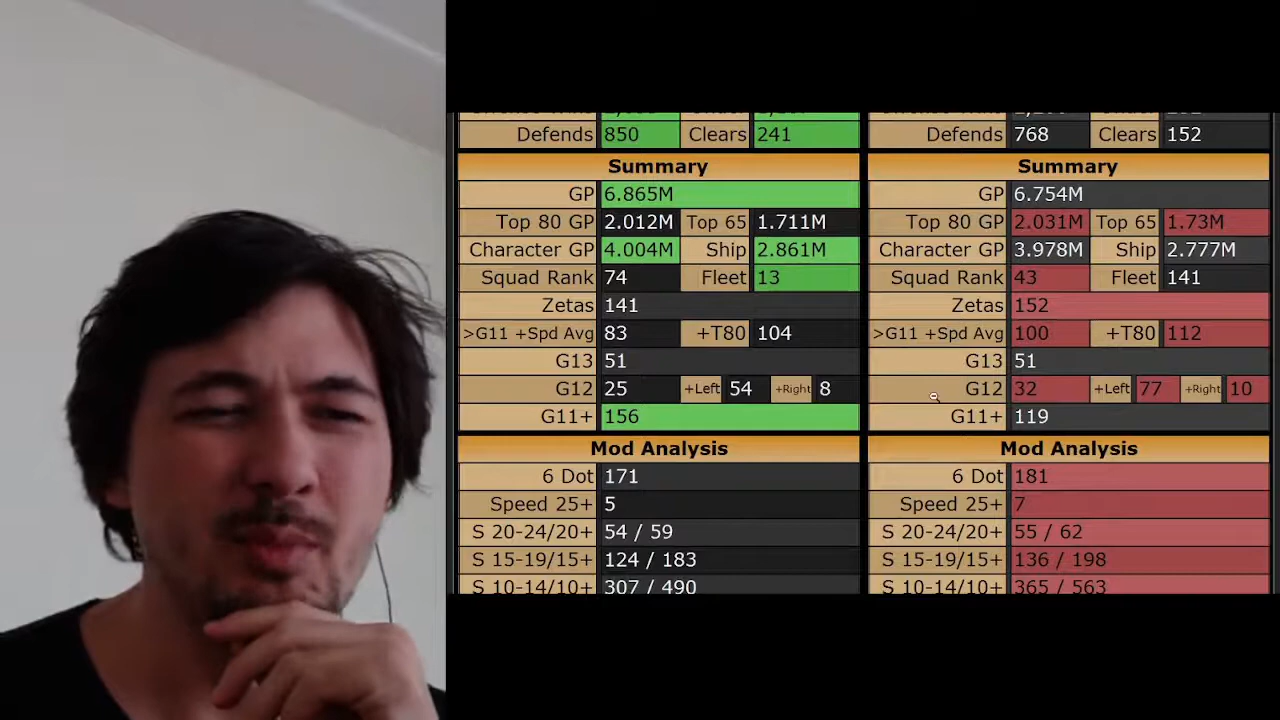 Defends 850 Clears 241 Defends 768 Clears 152
Summary Summary
GP 6.865M GP 6.754M
Top 80 GP 2.012M Top 65 1.711M Top 80 GP 2.031M Top 65 1.73M
Character GP 4.004M Ship 2.861M Character GP 3.978M Ship 2.777M
Squad Rank 74 Fleet 13 Squad Rank 43 Fleet 141
Zetas 141 Zetas 152
>G11 +Spd Avg 83 +T80 104 >G11 +Spd Avg 100 +T80 112
G13 51 G13 51
G12 25 +Left 54 +Right 8 G12 32 +Left 77 +Right 10
G11+ 156 G11+ 119
Mod Analysis Mod Analysis
6 Dot 171 6 Dot 181
Speed 25+ 5 Speed 25+ 7
S 20-24/20+ 54 / 59 S 20-24/20+ 55 / 62
S 15-19/15+ 124 / 183 S 15-19/15+ 136 / 198
S 10-14/10+ 307 / 490 S 10-14/10+ 365 / 563